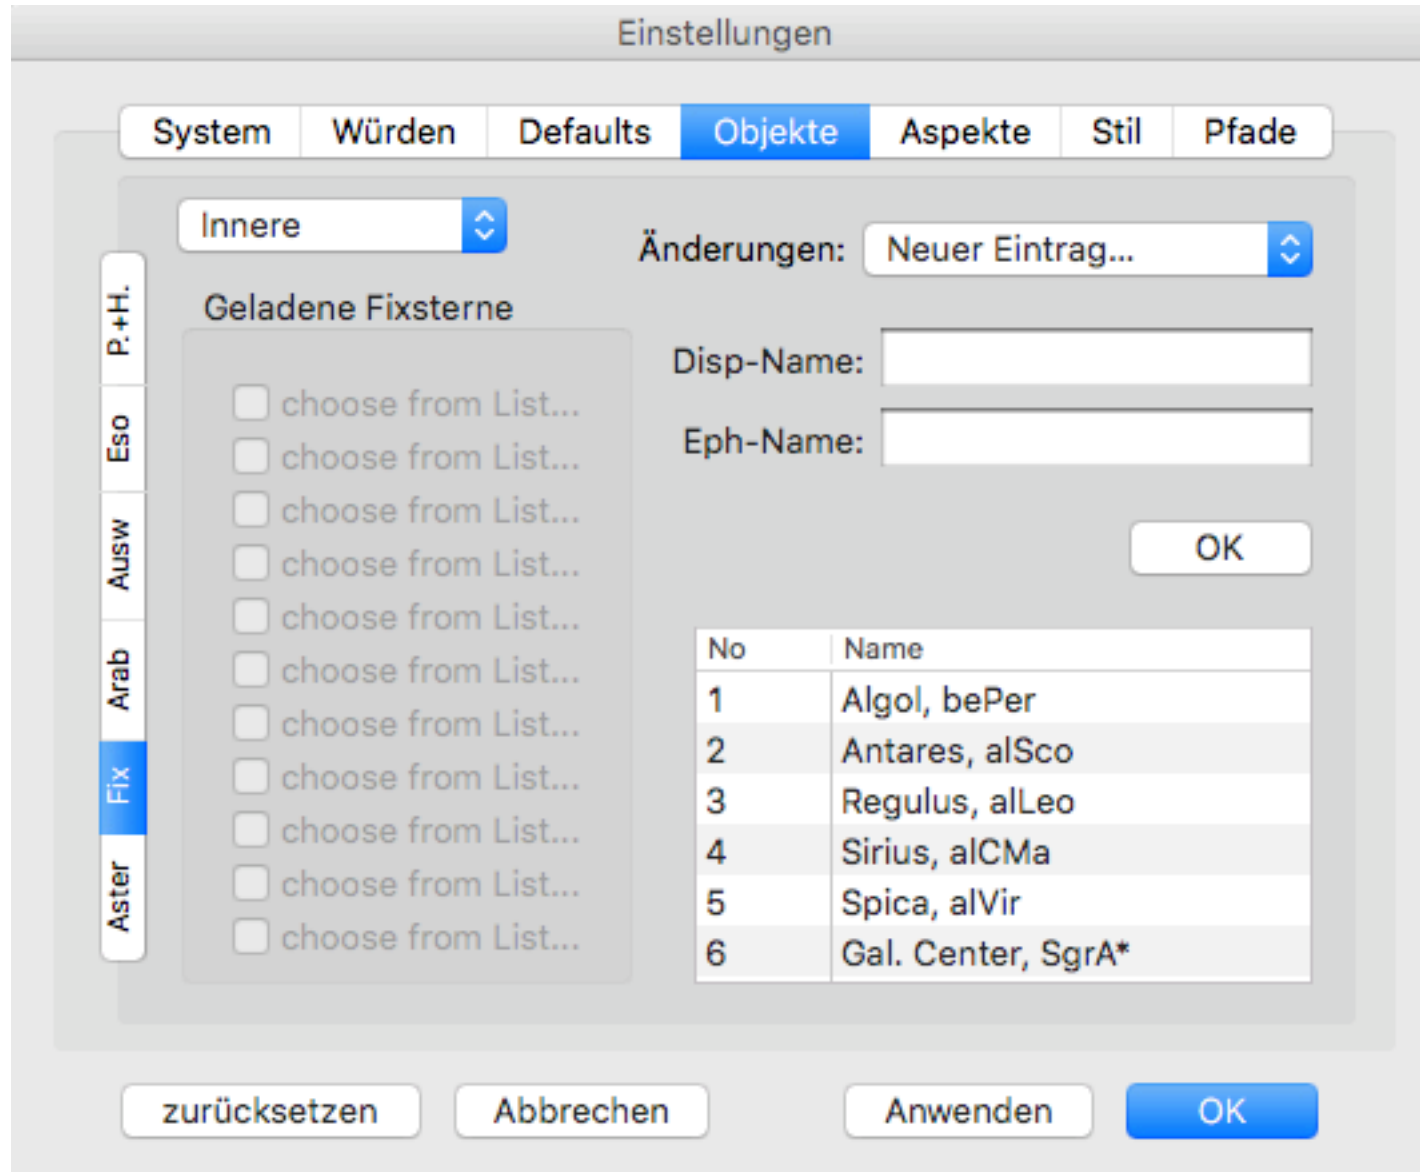 Einstellungen
System Würden Defaults Objekte Aspekte Stil Pfade
Innere
Änderungen: Neuer Eintrag...
P.+H.
Eso
Ausw
Arab
Fix
Aster
Geladene Fixsterne
choose from List...
choose from List...
choose from List...
choose from List...
choose from List...
choose from List...
choose from List...
choose from List...
choose from List...
choose from List...
choose from List...
Disp-Name:
Eph-Name:
OK
No Name
1 Algol, bePer
2 Antares, alSco
3 Regulus, alLeo
4 Sirius, alCMa
5 Spica, alVir
6 Gal. Center, SgrA*
zurücksetzen Abbrechen Anwenden OK